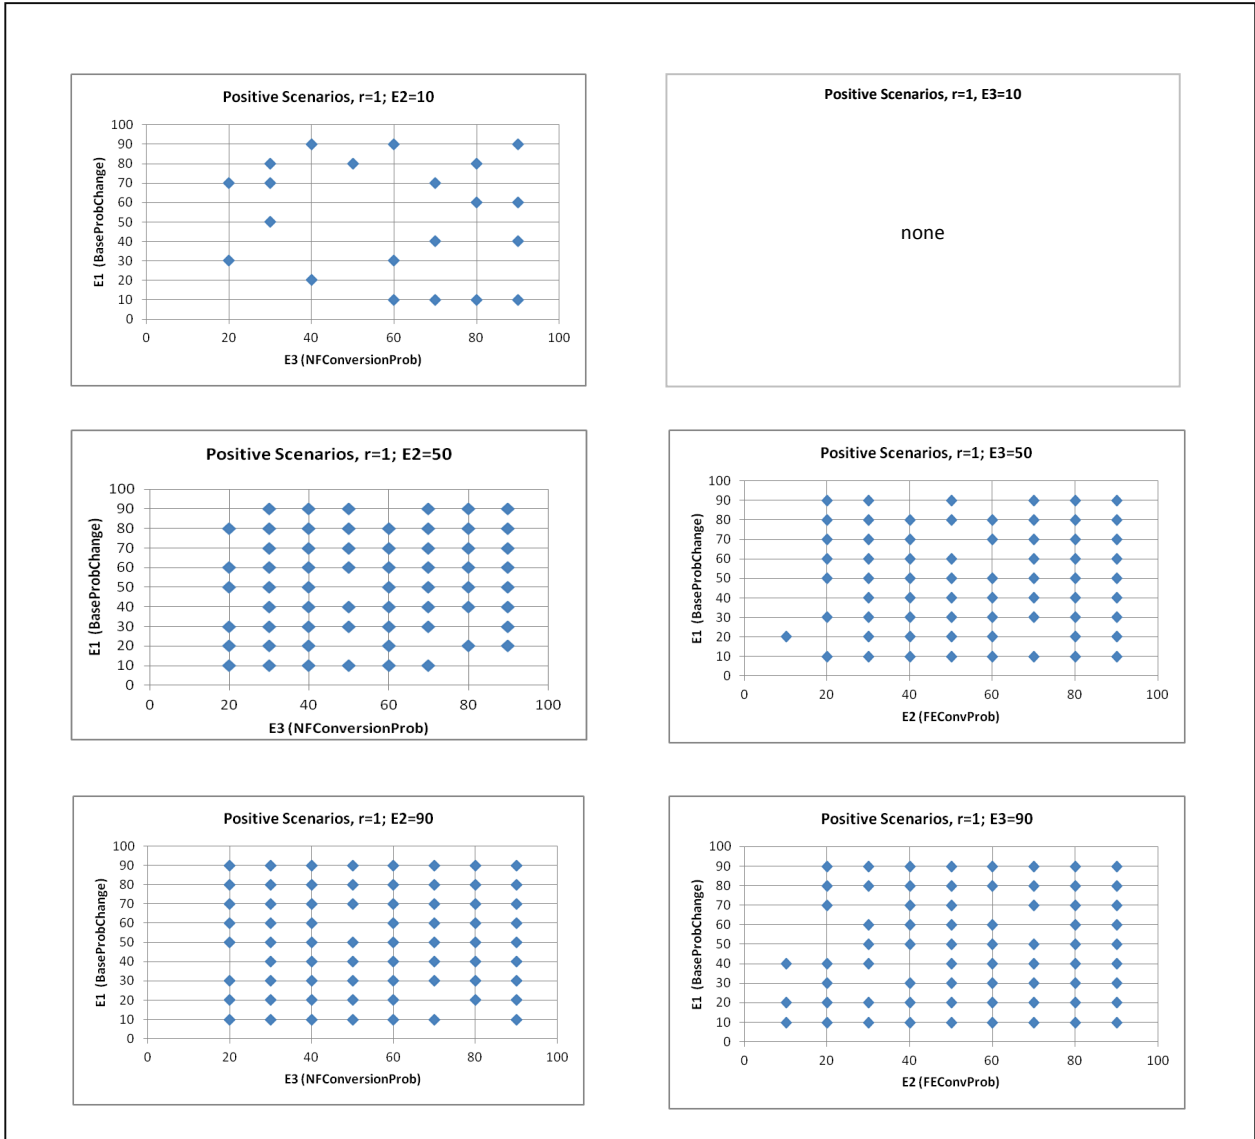 Positive Scenarios, r=1; E2=10
100
90
80
70
60
50
40
30
20
10
0
E1 (BaseProbChange)
0 20 40 60 80 100
E3 (NFConversionProb)
Positive Scenarios, r=1, E3=10
none
Positive Scenarios, r=1; E2=50
100
90
80
70
60
50
40
30
20
10
0
E1 (BaseProbChange)
0 20 40 60 80 100
E3 (NFConversionProb)
Positive Scenarios, r=1; E3=50
100
90
80
70
60
50
40
30
20
10
0
E1 (BaseProbChange)
0 20 40 60 80 100
E2 (FEConvProb)
Positive Scenarios, r=1; E2=90
100
90
80
70
60
50
40
30
20
10
0
E1 (BaseProbChange)
0 20 40 60 80 100
E3 (NFConversionProb)
Positive Scenarios, r=1; E3=90
100
90
80
70
60
50
40
30
20
10
0
E1 (BaseProbChange)
0 20 40 60 80 100
E2 (FEConvProb)